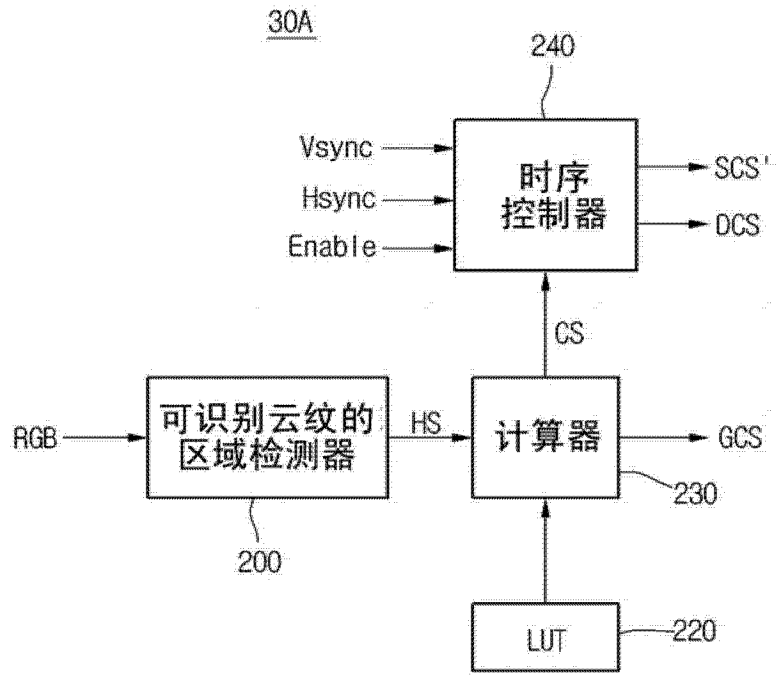 30A
240
Vsync
Hsync
Enable
时序
控制器
SCS'
DCS
CS
RGB
可识别云纹的
区域检测器
HS
计算器
GCS
230
200
LUT
220